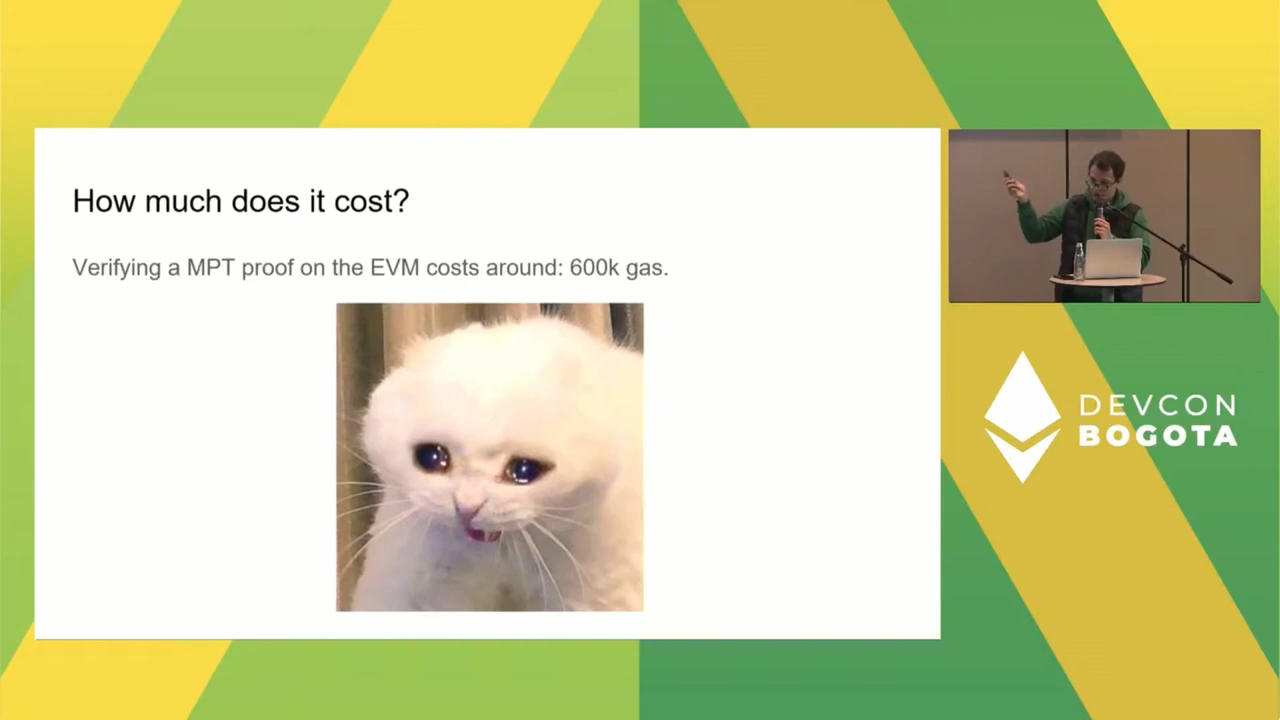 How much does it cost?
Verifying a MPT proof on the EVM costs around: 600k gas.
DEVCON
BOGOTA